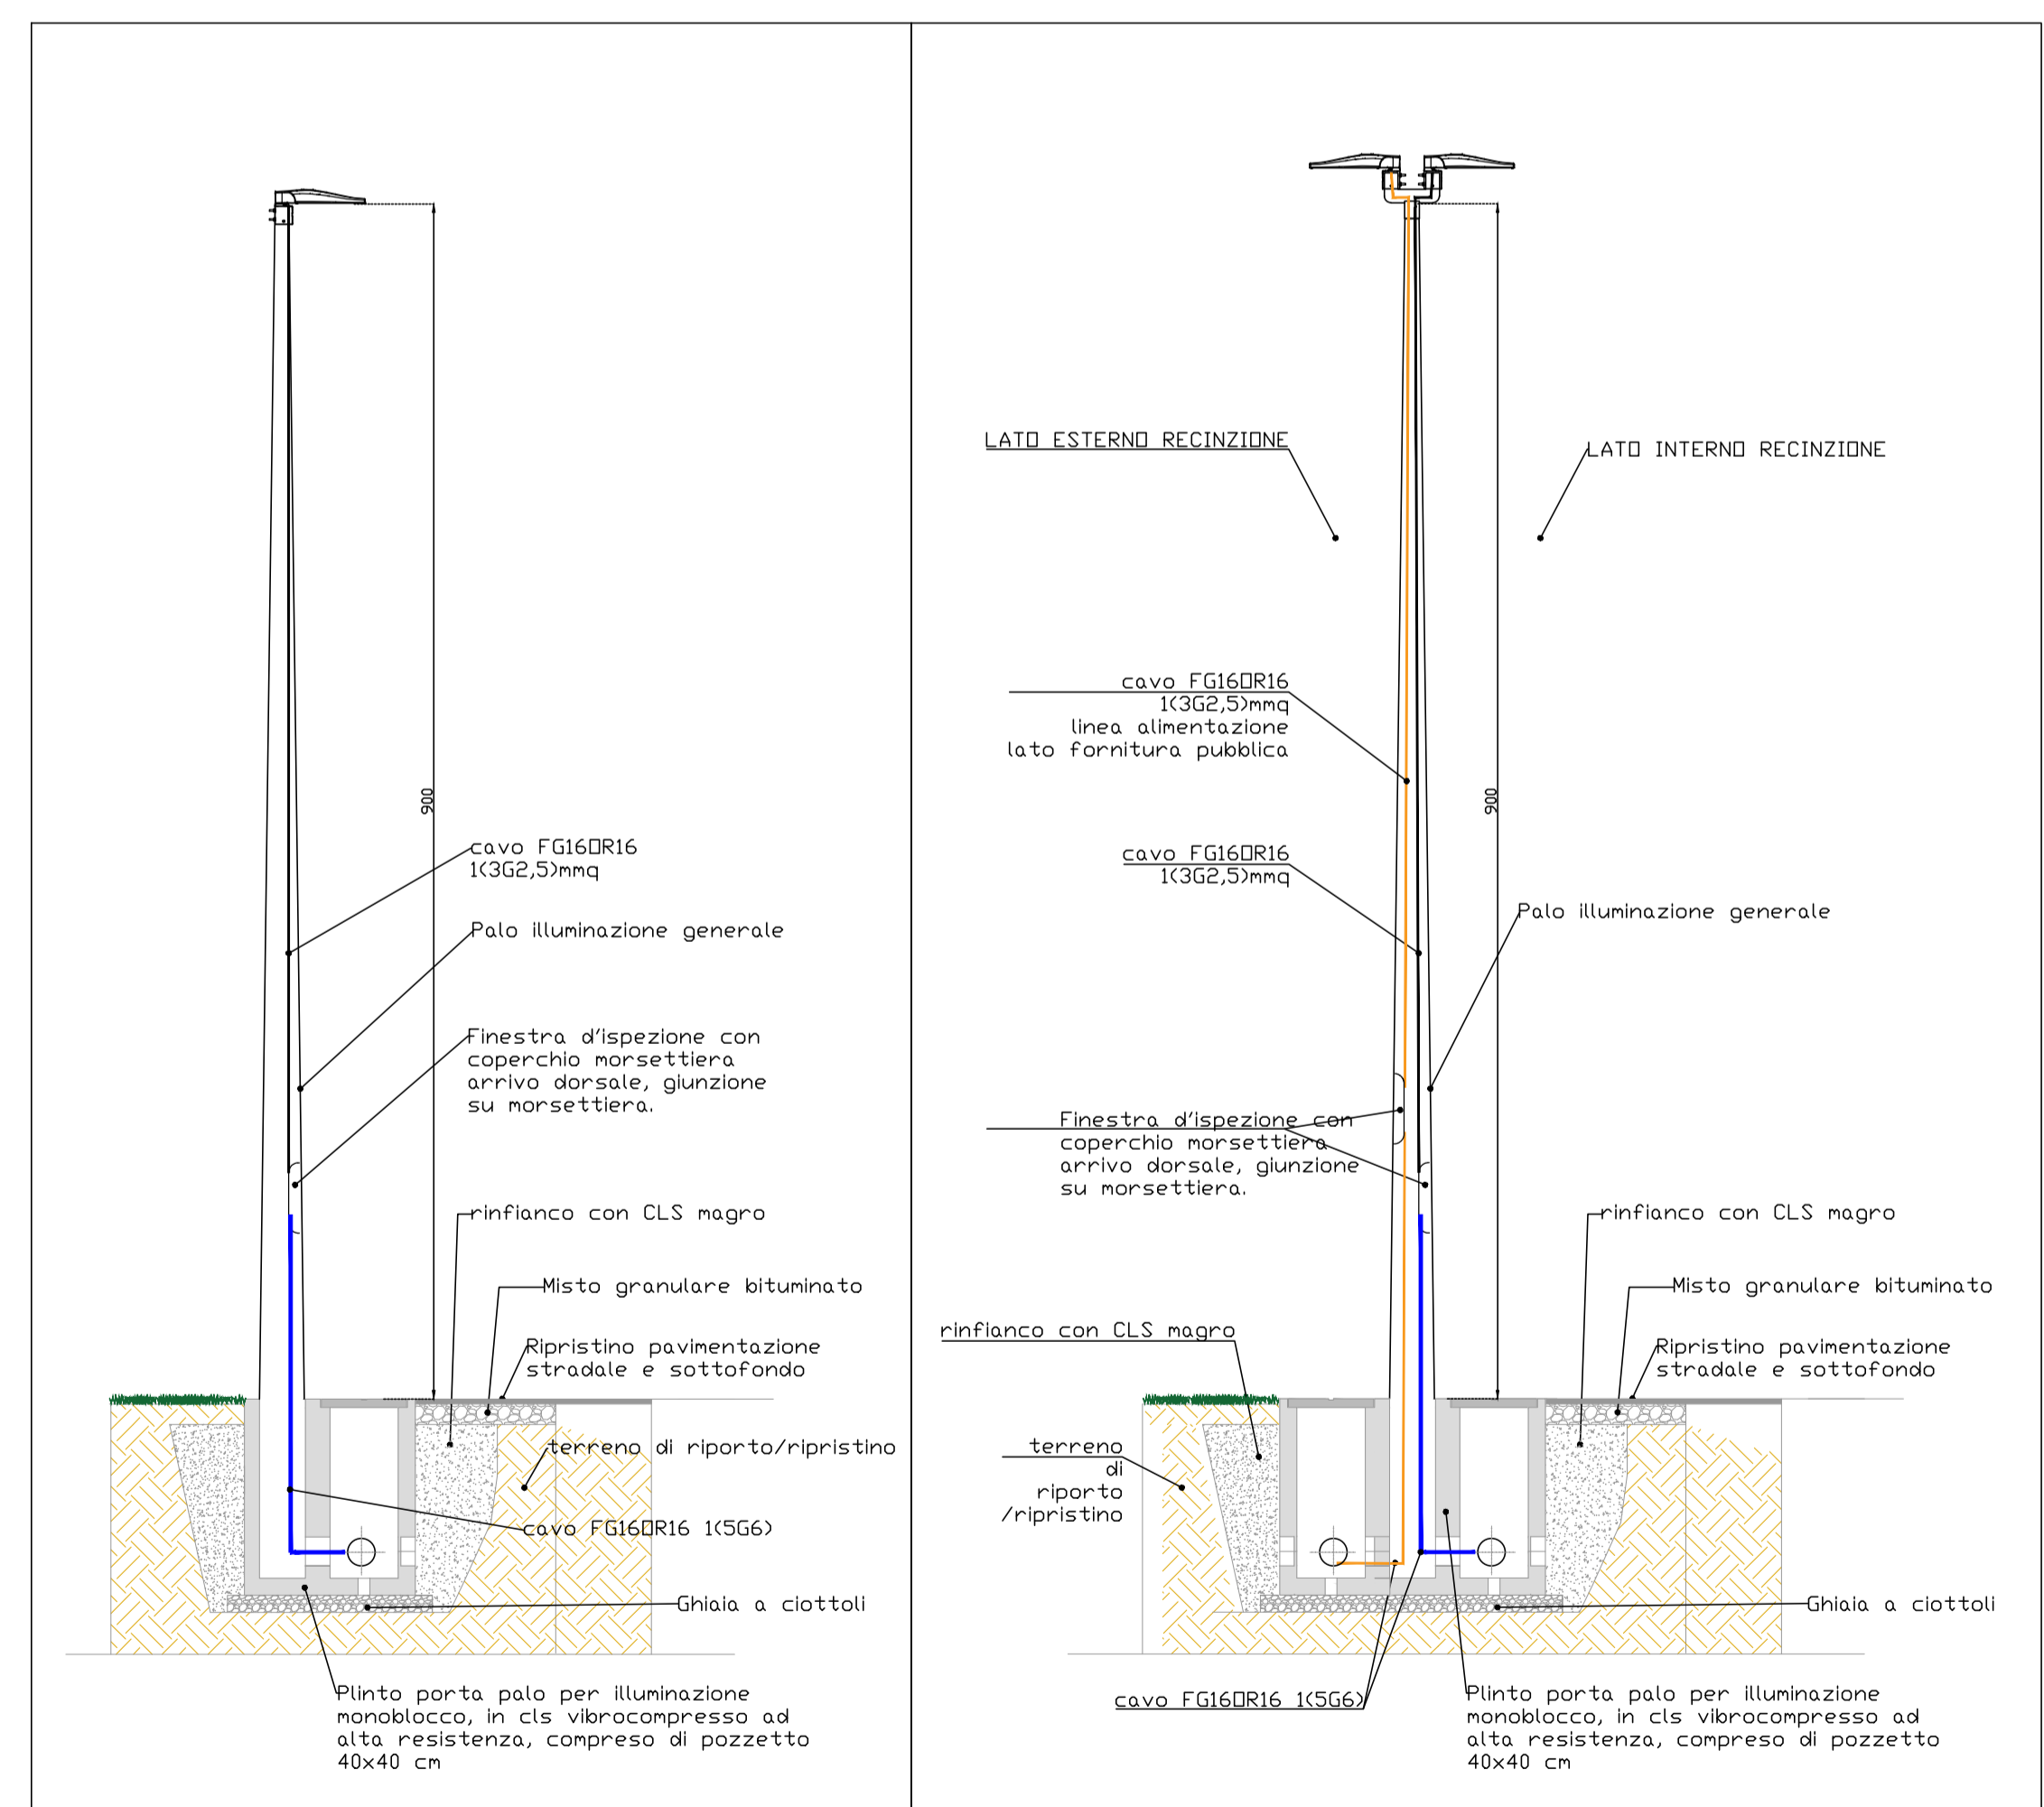 900
cavo FG16OR16
1(3G2,5)mmq
Palo illuminazione generale
Finestra d'ispezione con
coperchio morsettiera
arrivo dorsale, giunzione
su morsettiera.
rinfianco con CLS magro
Misto granulare bituminato
Ripristino pavimentazione
stradale e sottofondo
terreno di riporto/ripristino
cavo FG16OR16 1(5G6)
Ghiaia a ciottoli
Plinto porta palo per illuminazione
monoblocco, in cls vibrocompresso ad
alta resistenza, compreso di pozzetto
40x40 cm
LATO ESTERNO RECINZIONE
LATO INTERNO RECINZIONE
cavo FG16OR16
1(3G2,5)mmq
linea alimentazione
lato fornitura pubblica
900
cavo FG16OR16
1(3G2,5)mmq
Palo illuminazione generale
Finestra d'ispezione con
coperchio morsettiera
arrivo dorsale, giunzione
su morsettiera.
rinfianco con CLS magro
Misto granulare bituminato
rinfianco con CLS magro
Ripristino pavimentazione
stradale e sottofondo
terreno
di
riporto
/ripristino
Ghiaia a ciottoli
cavo FG16OR16 1(5G6)
Plinto porta palo per illuminazione
monoblocco, in cls vibrocompresso ad
alta resistenza, compreso di pozzetto
40x40 cm